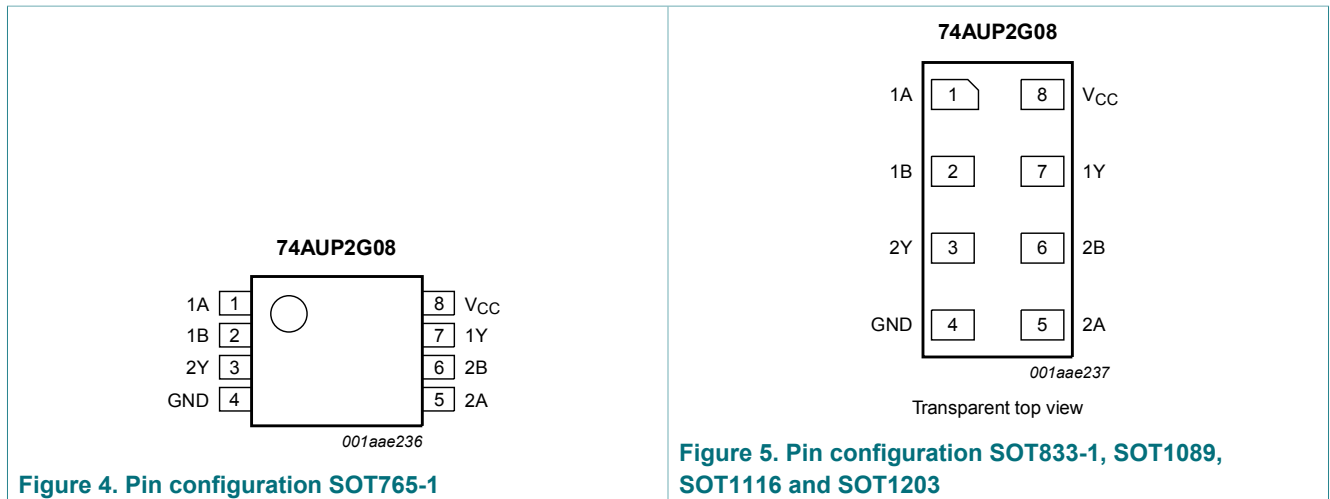 74AUP2G08
1A 1 8 VCC
1B 2 7 1Y
2Y 3 6 2B
GND 4 5 2A
001aae236
Figure 4. Pin configuration SOT765-1
74AUP2G08
1A 1 8 VCC
1B 2 7 1Y
2Y 3 6 2B
GND 4 5 2A
001aae237
Transparent top view
Figure 5. Pin configuration SOT833-1, SOT1089,
SOT1116 and SOT1203